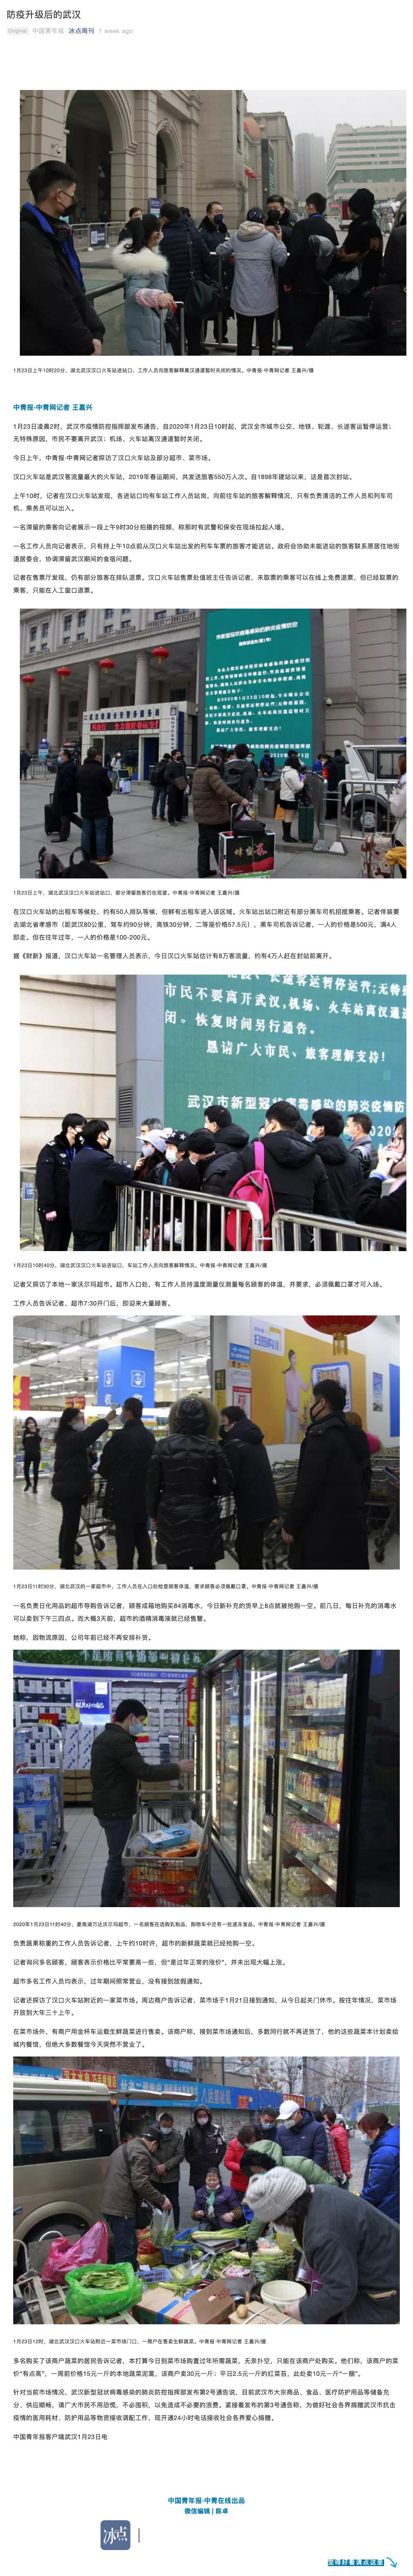 防疫升级后的武汉
Original 中国青年报 冰点周刊 1 week ago
1月23日上午10时20分，湖北武汉汉口火车站进站口，工作人员向旅客解释离汉通道暂时关闭的情况。中青报·中青网记者 王嘉兴/摄
中青报·中青网记者 王嘉兴
1月23日凌晨2时，武汉市疫情防控指挥部发布通告，自2020年1月23日10时起，武汉全市城市公交、地铁、轮渡、长途客运暂停运营；
无特殊原因，市民不要离开武汉；机场、火车站离汉通道暂时关闭。
今日上午，中青报·中青网记者探访了汉口火车站及部分超市、菜市场。
汉口火车站是武汉客流量最大的火车站，2019年春运期间，共发送旅客550万人次。自1898年建站以来，这是首次封站。
上午10时，记者在汉口火车站发现，各进站口均有车站工作人员站岗，向前往车站的旅客解释情况，只有负责清洁的工作人员和列车司
机、乘务员可以出入。
一名滞留的乘客向记者展示一段上午9时30分拍摄的视频，称那时有武警和保安在现场拉起人墙。
一名工作人员向记者表示，只有持上午10点前从汉口火车站出发的列车车票的旅客才能进站。政府会协助未能进站的旅客联系原居住地街
道居委会，协调滞留武汉期间的食宿问题。
记者在售票厅发现，仍有部分旅客在排队退票。汉口火车站售票处值班主任告诉记者，未取票的乘客可以在线上免费退票，但已经取票的
乘客，只能在人工窗口退票。
2020年1月23日
1月23日上午，湖北武汉汉口火车站进站口，部分滞留旅客仍在观望。中青报·中青网记者 王嘉兴/摄
在汉口火车站的出租车等候处，约有50人排队等候，但鲜有出租车进入该区域。火车站出站口附近有部分黑车司机招揽乘客。记者佯装要
去湖北省孝感市（距武汉80公里，驾车约90分钟，高铁30分钟，二等座价格57.5元），黑车司机告诉记者，一人的价格是500元，满4人
即走。但在往年过年，一人的价格是100-200元。
据《财新》报道，汉口火车站一名管理人员表示，今日汉口火车站估计有8万客流量，约有4万人赶在封站前离开。
途客运暂停运营；无特
市民不要离开武汉，机场、火车站离汉通道
闭。恢复时间另行通告。
恳请广大市民、旅客理解支持！
武汉市新型冠状病毒感染的肺炎疫情防
1月23日10时40分，湖北武汉汉口火车站进站口，车站工作人员向旅客解释情况。中青报·中青网记者 王嘉兴/摄
记者又探访了本地一家沃尔玛超市。超市入口处，有工作人员持温度测量仪测量每名顾客的体温，并要求，必须佩戴口罩才可入场。
工作人员告诉记者，超市7:30开门后，即迎来大量顾客。
1月23日11时30分，湖北武汉的一家超市中，工作人员在入口处检查顾客体温，要求顾客必须佩戴口罩。中青报·中青网记者 王嘉兴/摄
一名负责日化用品的超市导购告诉记者，顾客成箱地购买84消毒水，今日新补充的货早上8点就被抢购一空。前几日，每日补充的消毒水
可以卖到下午三四点。而大概3天前，超市的酒精消毒液就已经售罄。
她称，因物流原因，公司年前已经不再安排补货。
2020年1月23日11时40分，菱角湖万达沃尔玛超市，一名顾客在选购乳制品，购物车中还有一些速冻食品。中青报·中青网记者 王嘉兴/摄
负责蔬果称重的工作人员告诉记者，上午约10时许，超市的新鲜蔬菜就已经抢购一空。
记者询问多名顾客，顾客表示价格比平常要高一些，但“是过年正常的涨价”，并未出现大幅上涨。
超市多名工作人员均表示，过年期间照常营业，没有接到放假通知。
记者还探访了汉口火车站附近的一家菜市场。周边商户告诉记者，菜市场于1月21日接到通知，从今日起关门休市。按往年情况，菜市场
开放到大年三十上午。
在菜市场外，有商户用金杯车运载生鲜蔬菜进行售卖。该商户称，接到菜市场通知后，多数同行就不再进货了，他的这些蔬菜本计划卖给
城内餐馆，但绝大多数餐馆今天突然不营业了。
1月23日12时，湖北武汉汉口火车站附近一菜市场门口，一商户在售卖生鲜蔬菜。中青报·中青网记者 王嘉兴/摄
多名购买了该商户蔬菜的居民告诉记者，本打算今日到菜市场购置过年所需蔬菜，无奈扑空，只能在该商户处购买。他们称，该商户的菜
价“有点高”，一周前价格15元一斤的本地蔬菜泥蒿，该商户卖30元一斤；平日2.5元一斤的红菜苔，此处卖10元一斤“一捆”。
针对当前市场情况，武汉新型冠状病毒感染的肺炎防控指挥部发布第2号通告说，目前武汉市大宗商品、食品、医疗防护用品等储备充
分、供应顺畅，请广大市民不用恐慌，不必囤积，以免造成不必要的浪费。紧接着发布的第3号通告称，为做好社会各界捐赠武汉市抗击
疫情的医用耗材、防护用品等物资接收调配工作，现开通24小时电话接收社会各界爱心捐赠。
中国青年报客户端武汉1月23日电
中国青年报·中青在线出品
微信编辑 | 陈卓
冰点
觉得好看请点这里